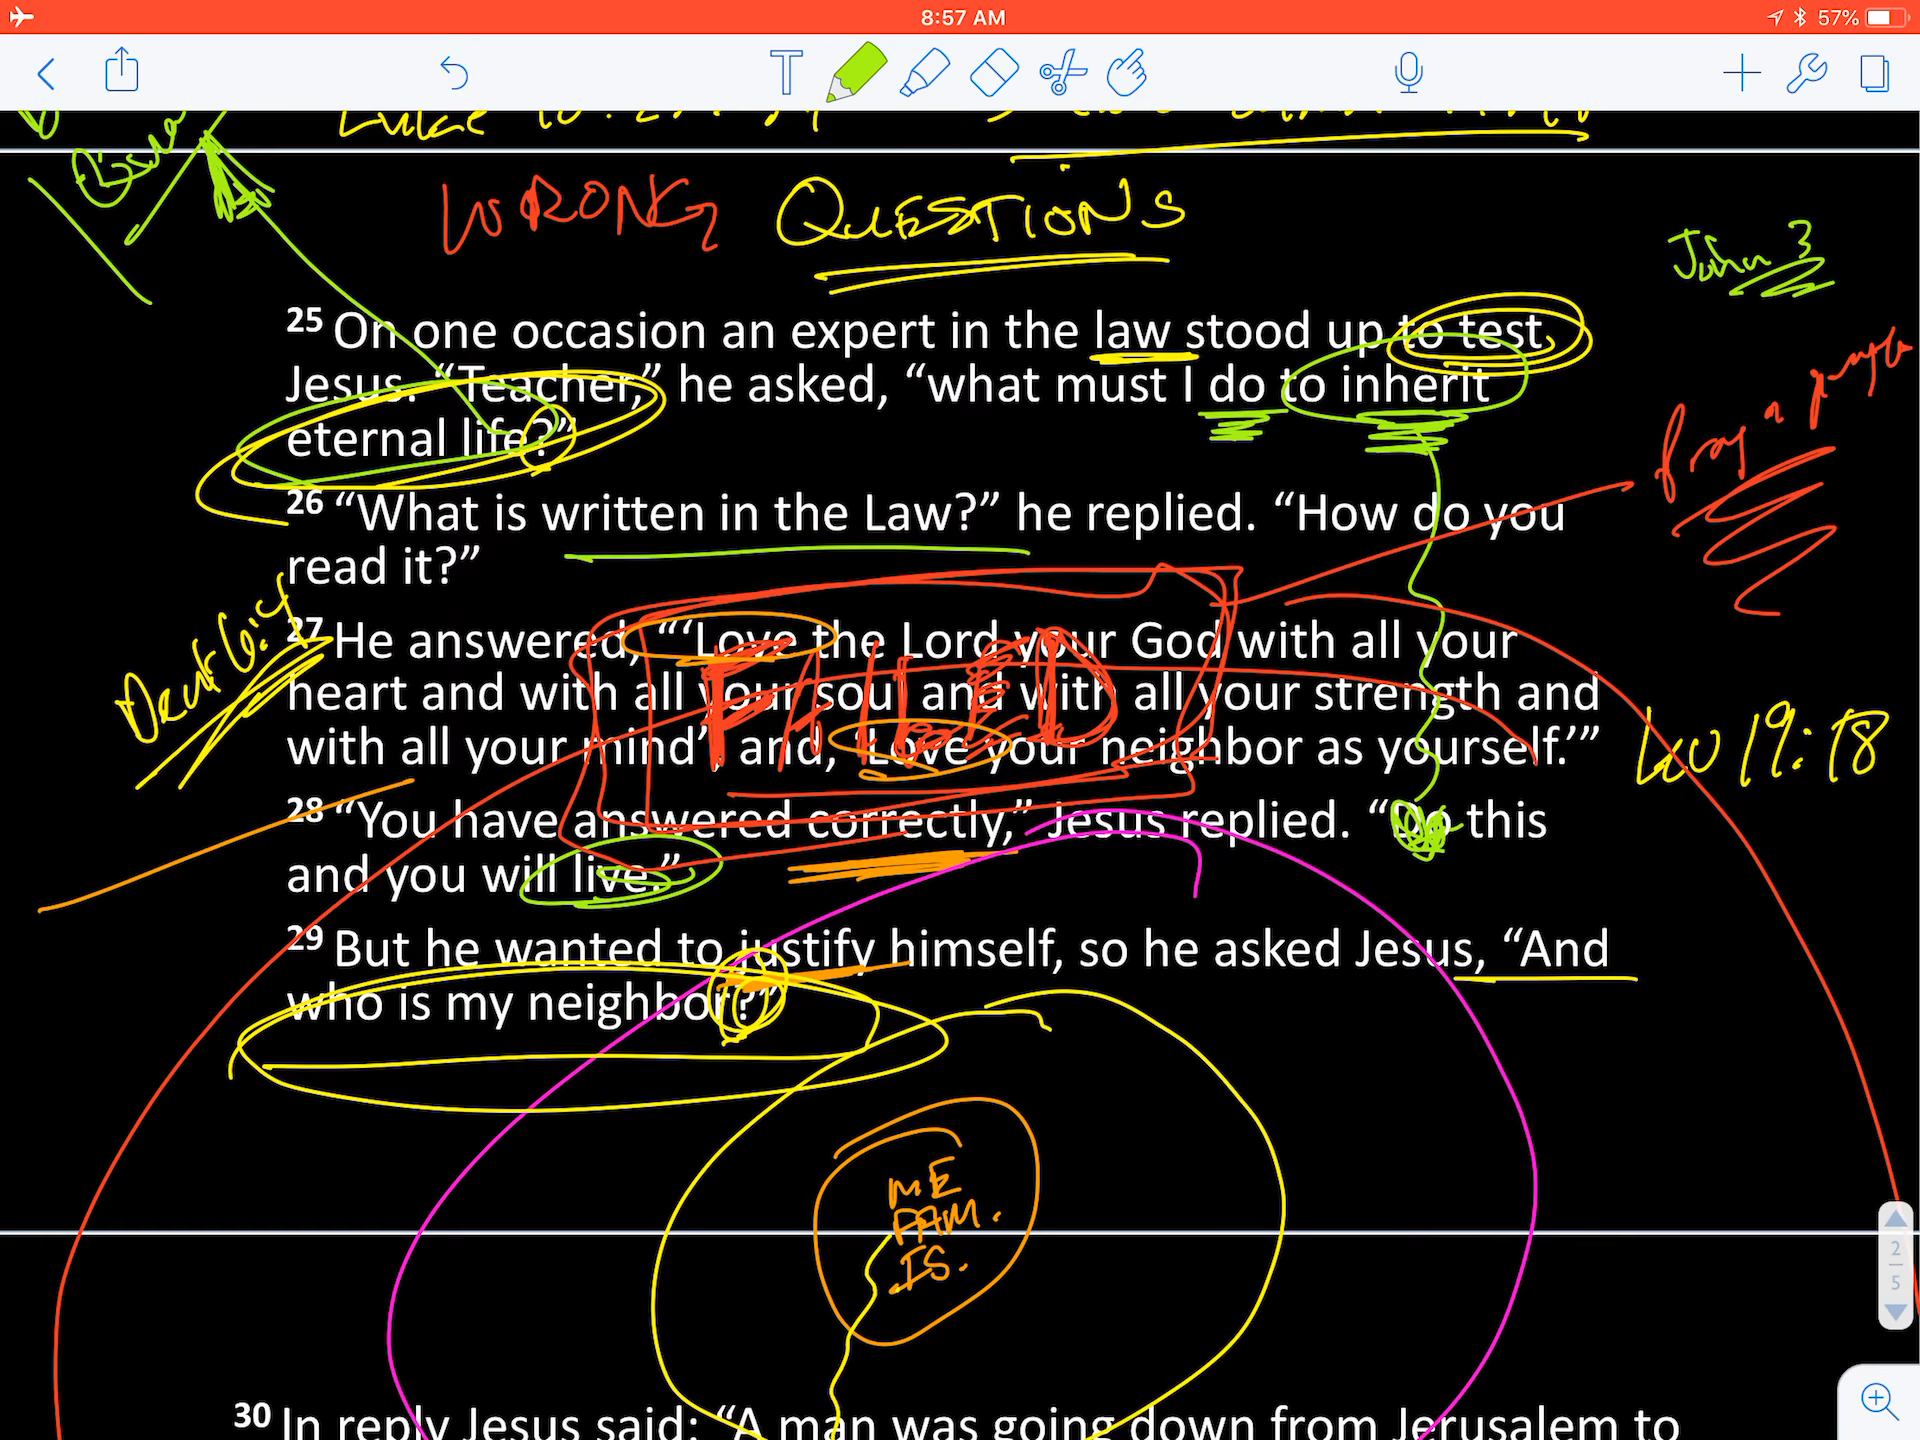 8:57 AM
57%
T
WRONG QUESTIONS
John 3
25 On one occasion an expert in the law stood up to test
Jesus. “Teacher,” he asked, “what must I do to inherit
eternal life?”
26 “What is written in the Law?” he replied. “How do you
read it?”
27 He answered, “‘Love the Lord your God with all your
heart and with all your soul and with all your strength and
with all your mind’; and, ‘Love your neighbor as yourself.’”
FAILED
Lev 19:18
28 “You have answered correctly,” Jesus replied. “Do this
and you will live.”
29 But he wanted to justify himself, so he asked Jesus, “And
who is my neighbor?”
ME
FAM.
IS.
2
5
30 In reply Jesus said: “A man was going down from Jerusalem to